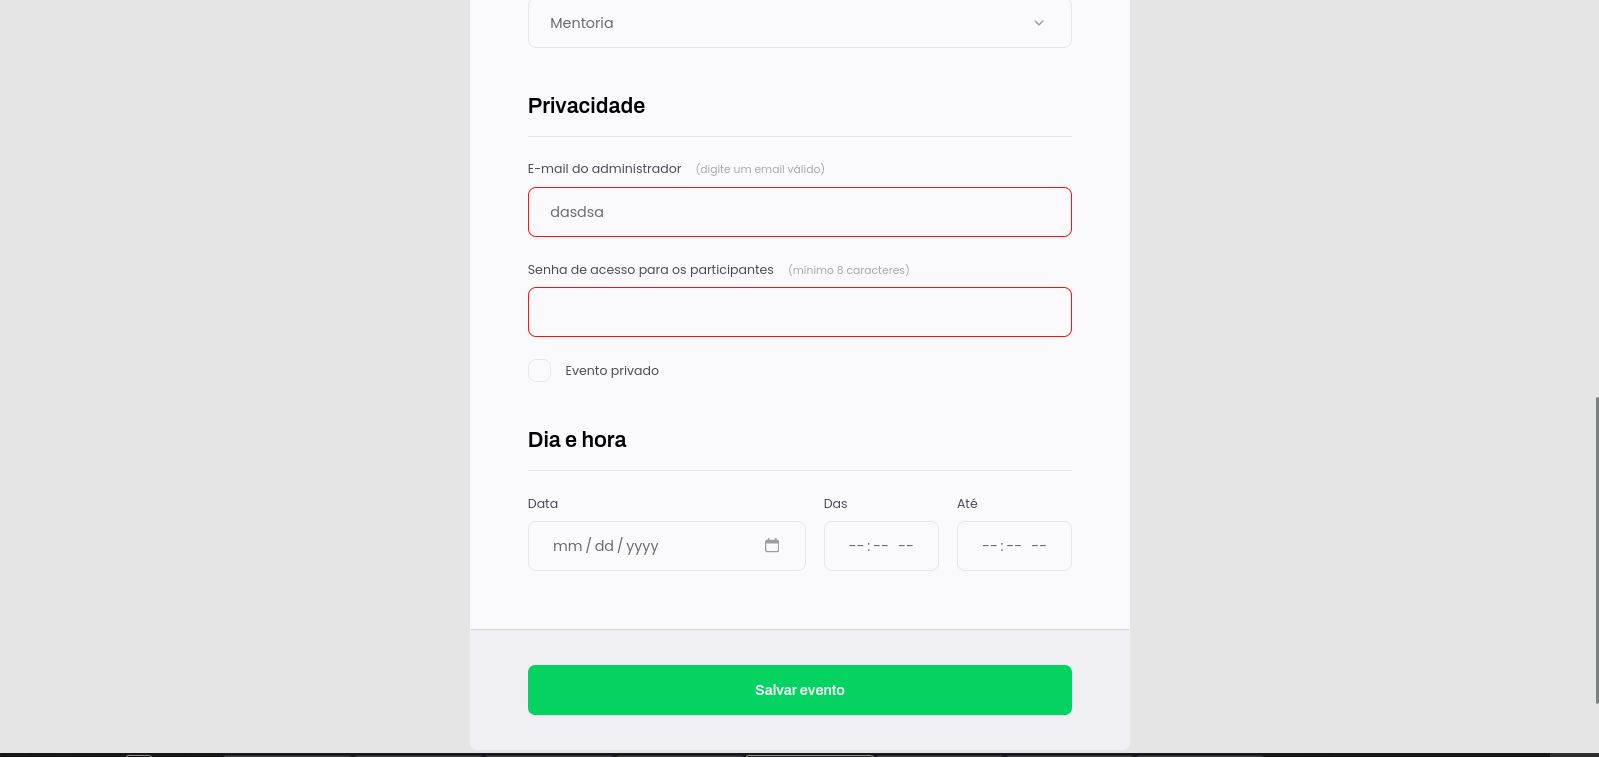 Mentoria
Privacidade
E-mail do administrador (digite um email válido)
dasdsa
Senha de acesso para os participantes (mínimo 8 caracteres)
Evento privado
Dia e hora
Data Das Até
mm / dd / yyyy --:-- -- --:-- --
Salvar evento